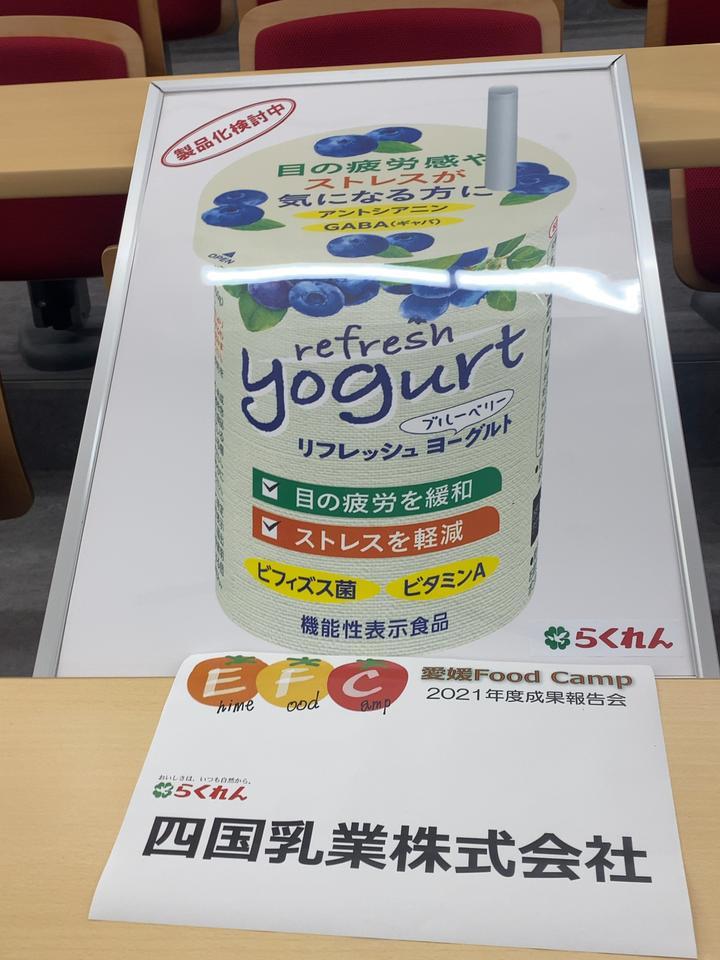 製品化検討中
目の疲労感や
ストレスが
気になる方に
アントシアニン
GABA(ギャバ)
OPEN
refresh
yogurt
ブルーベリー
リフレッシュ ヨーグルト
目の疲労を緩和
ストレスを軽減
ビフィズス菌
ビタミンA
機能性表示食品
らくれん
E F C
hime ood amp
愛媛Food Camp
2021年度成果報告会
おいしさは、いつも自然から。
らくれん
四国乳業株式会社